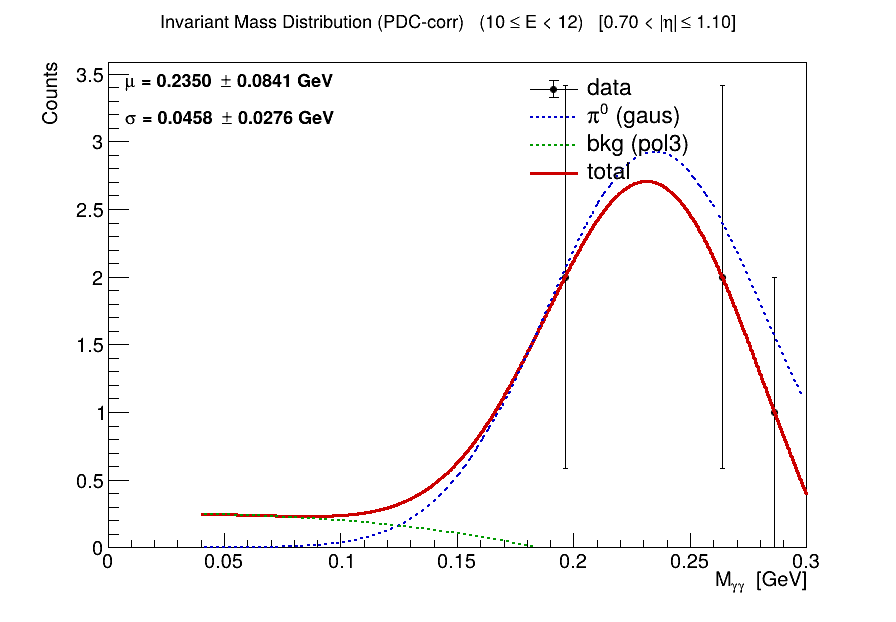 Invariant Mass Distribution (PDC-corr) (10 ≤ E < 12) [0.70 < |η| ≤ 1.10]
Counts
μ = 0.2350 ± 0.0841 GeV
σ = 0.0458 ± 0.0276 GeV
data
π⁰ (gaus)
bkg (pol3)
total
3.5
3
2.5
2
1.5
1
0.5
0
0 0.05 0.1 0.15 0.2 0.25 0.3
Mγγ [GeV]